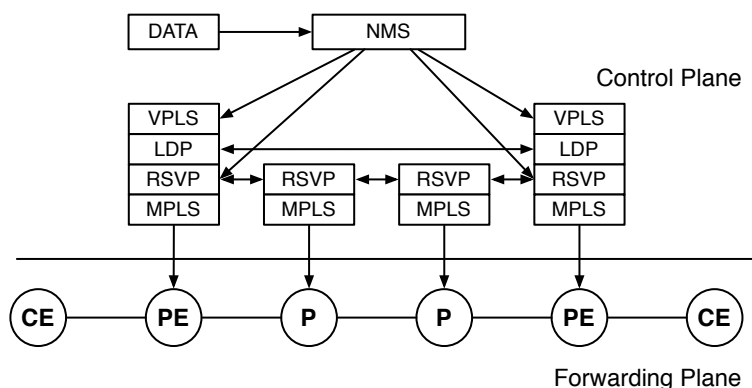 DATA
NMS
Control Plane
VPLS
VPLS
LDP
LDP
RSVP
RSVP
RSVP
RSVP
MPLS
MPLS
MPLS
MPLS
CE
PE
P
P
PE
CE
Forwarding Plane